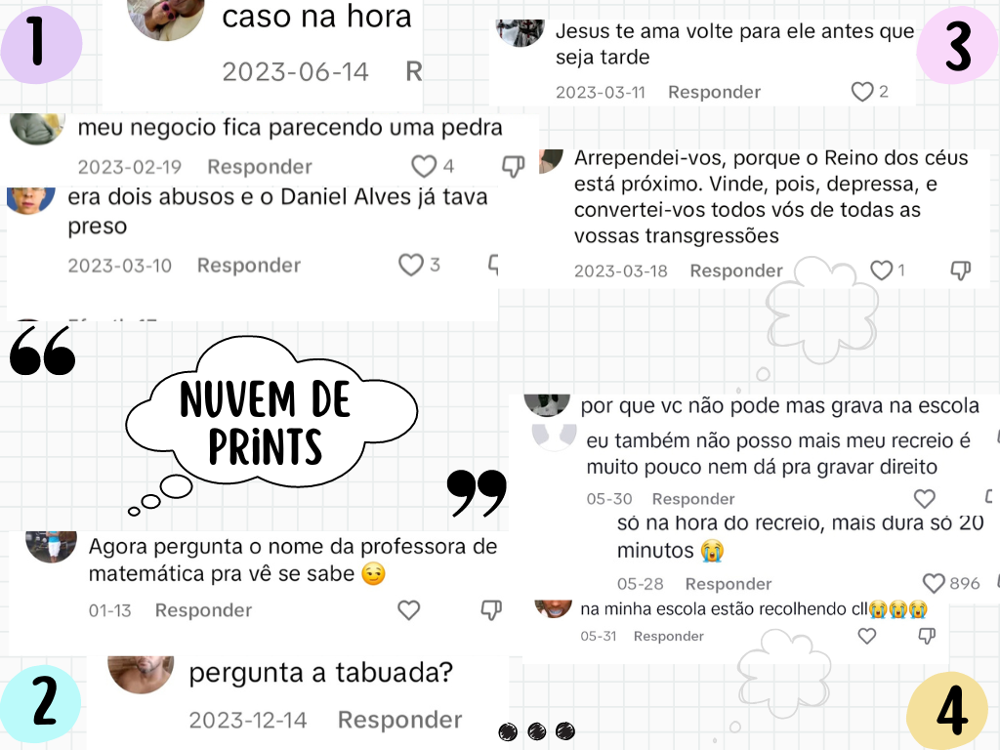 1
caso na hora
2023-06-14 R
meu negocio fica parecendo uma pedra
2023-02-19 Responder 4
era dois abusos e o Daniel Alves já tava
preso
2023-03-10 Responder 3
NUVEM DE
PRINTS
Agora pergunta o nome da professora de
matemática pra vê se sabe 😏
01-13 Responder
pergunta a tabuada?
2023-12-14 Responder
2
3
Jesus te ama volte para ele antes que
seja tarde
2023-03-11 Responder 2
Arrependei-vos, porque o Reino dos céus
está próximo. Vinde, pois, depressa, e
convertei-vos todos vós de todas as
vossas transgressões
2023-03-18 Responder 1
por que vc não pode mas grava na escola
eu também não posso mais meu recreio é
muito pouco nem dá pra gravar direito
05-30 Responder
só na hora do recreio, mais dura só 20
minutos 😭
05-28 Responder 896
na minha escola estão recolhendo cll😭😭😭
05-31 Responder
4